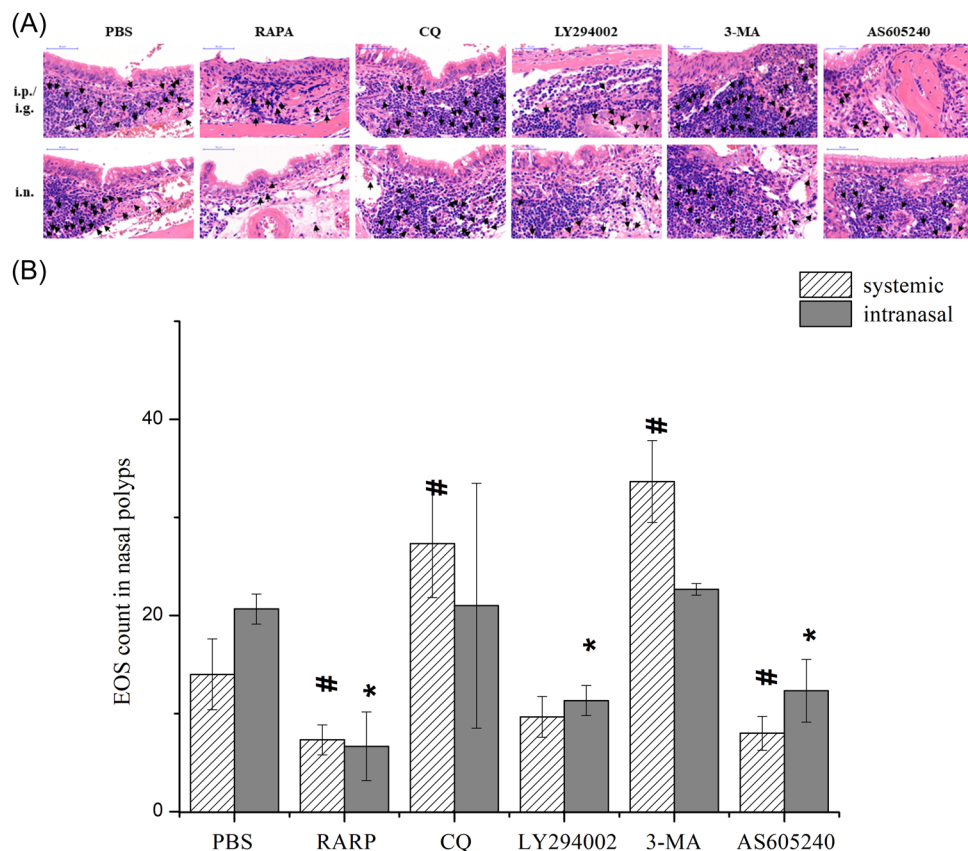 (A)
PBS RAPA CQ LY294002 3-MA AS605240
i.p./
i.g.
i.n.
(B)
systemic
intranasal
EOS count in nasal polyps
40
20
0
# * # * # # *
PBS RARP CQ LY294002 3-MA AS605240